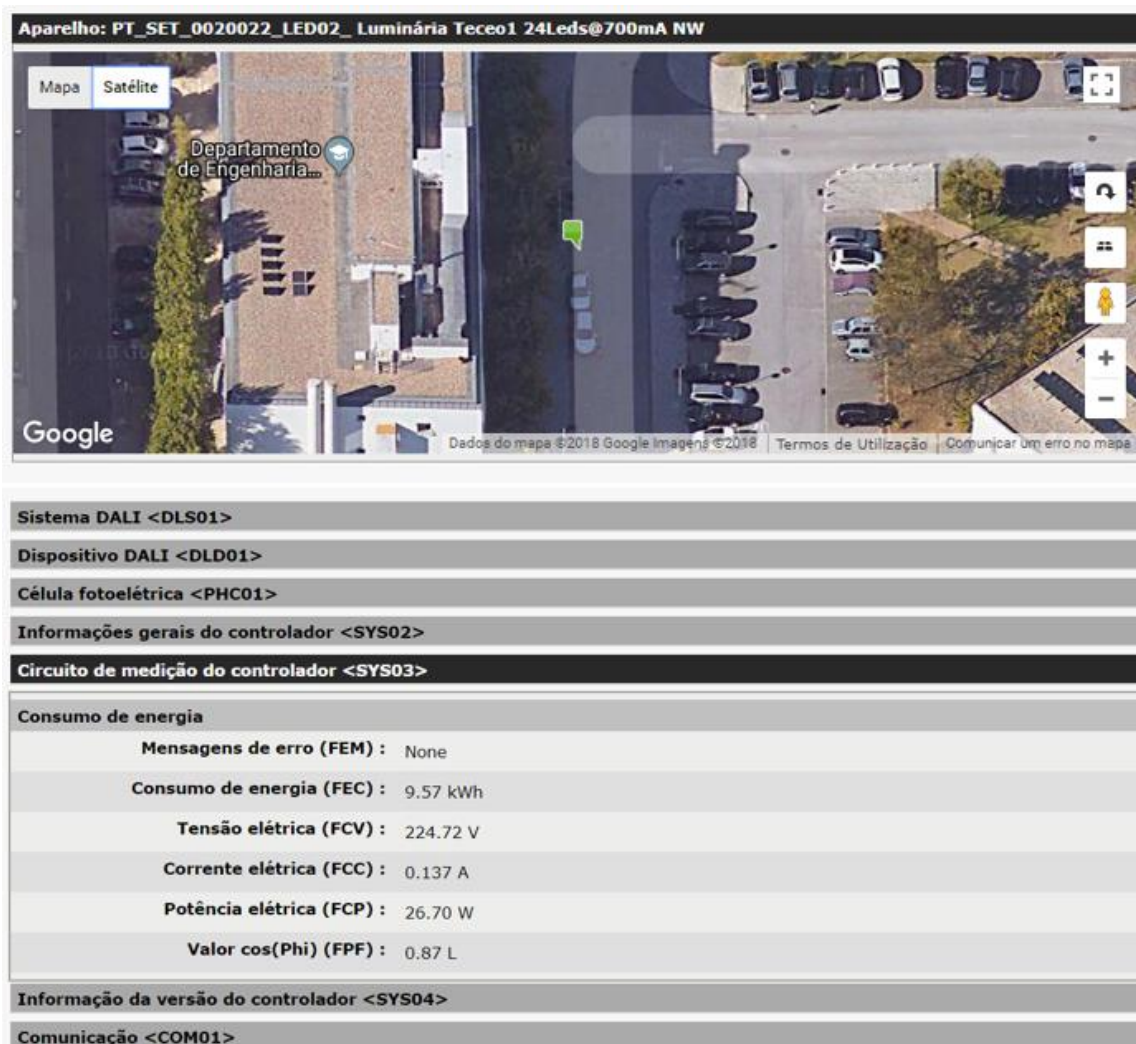 Aparelho: PT_SET_0020022_LED02_ Luminária Teceo1 24Leds@700mA NW
Mapa Satélite
Departamento
de Engenharia...
Google
Dados do mapa ©2018 Google Imagens ©2018 Termos de Utilização Comunicar um erro no mapa
Sistema DALI <DLS01>
Dispositivo DALI <DLD01>
Célula fotoelétrica <PHC01>
Informações gerais do controlador <SYS02>
Circuito de medição do controlador <SYS03>
Consumo de energia
Mensagens de erro (FEM) : None
Consumo de energia (FEC) : 9.57 kWh
Tensão elétrica (FCV) : 224.72 V
Corrente elétrica (FCC) : 0.137 A
Potência elétrica (FCP) : 26.70 W
Valor cos(Phi) (FPF) : 0.87 L
Informação da versão do controlador <SYS04>
Comunicação <COM01>